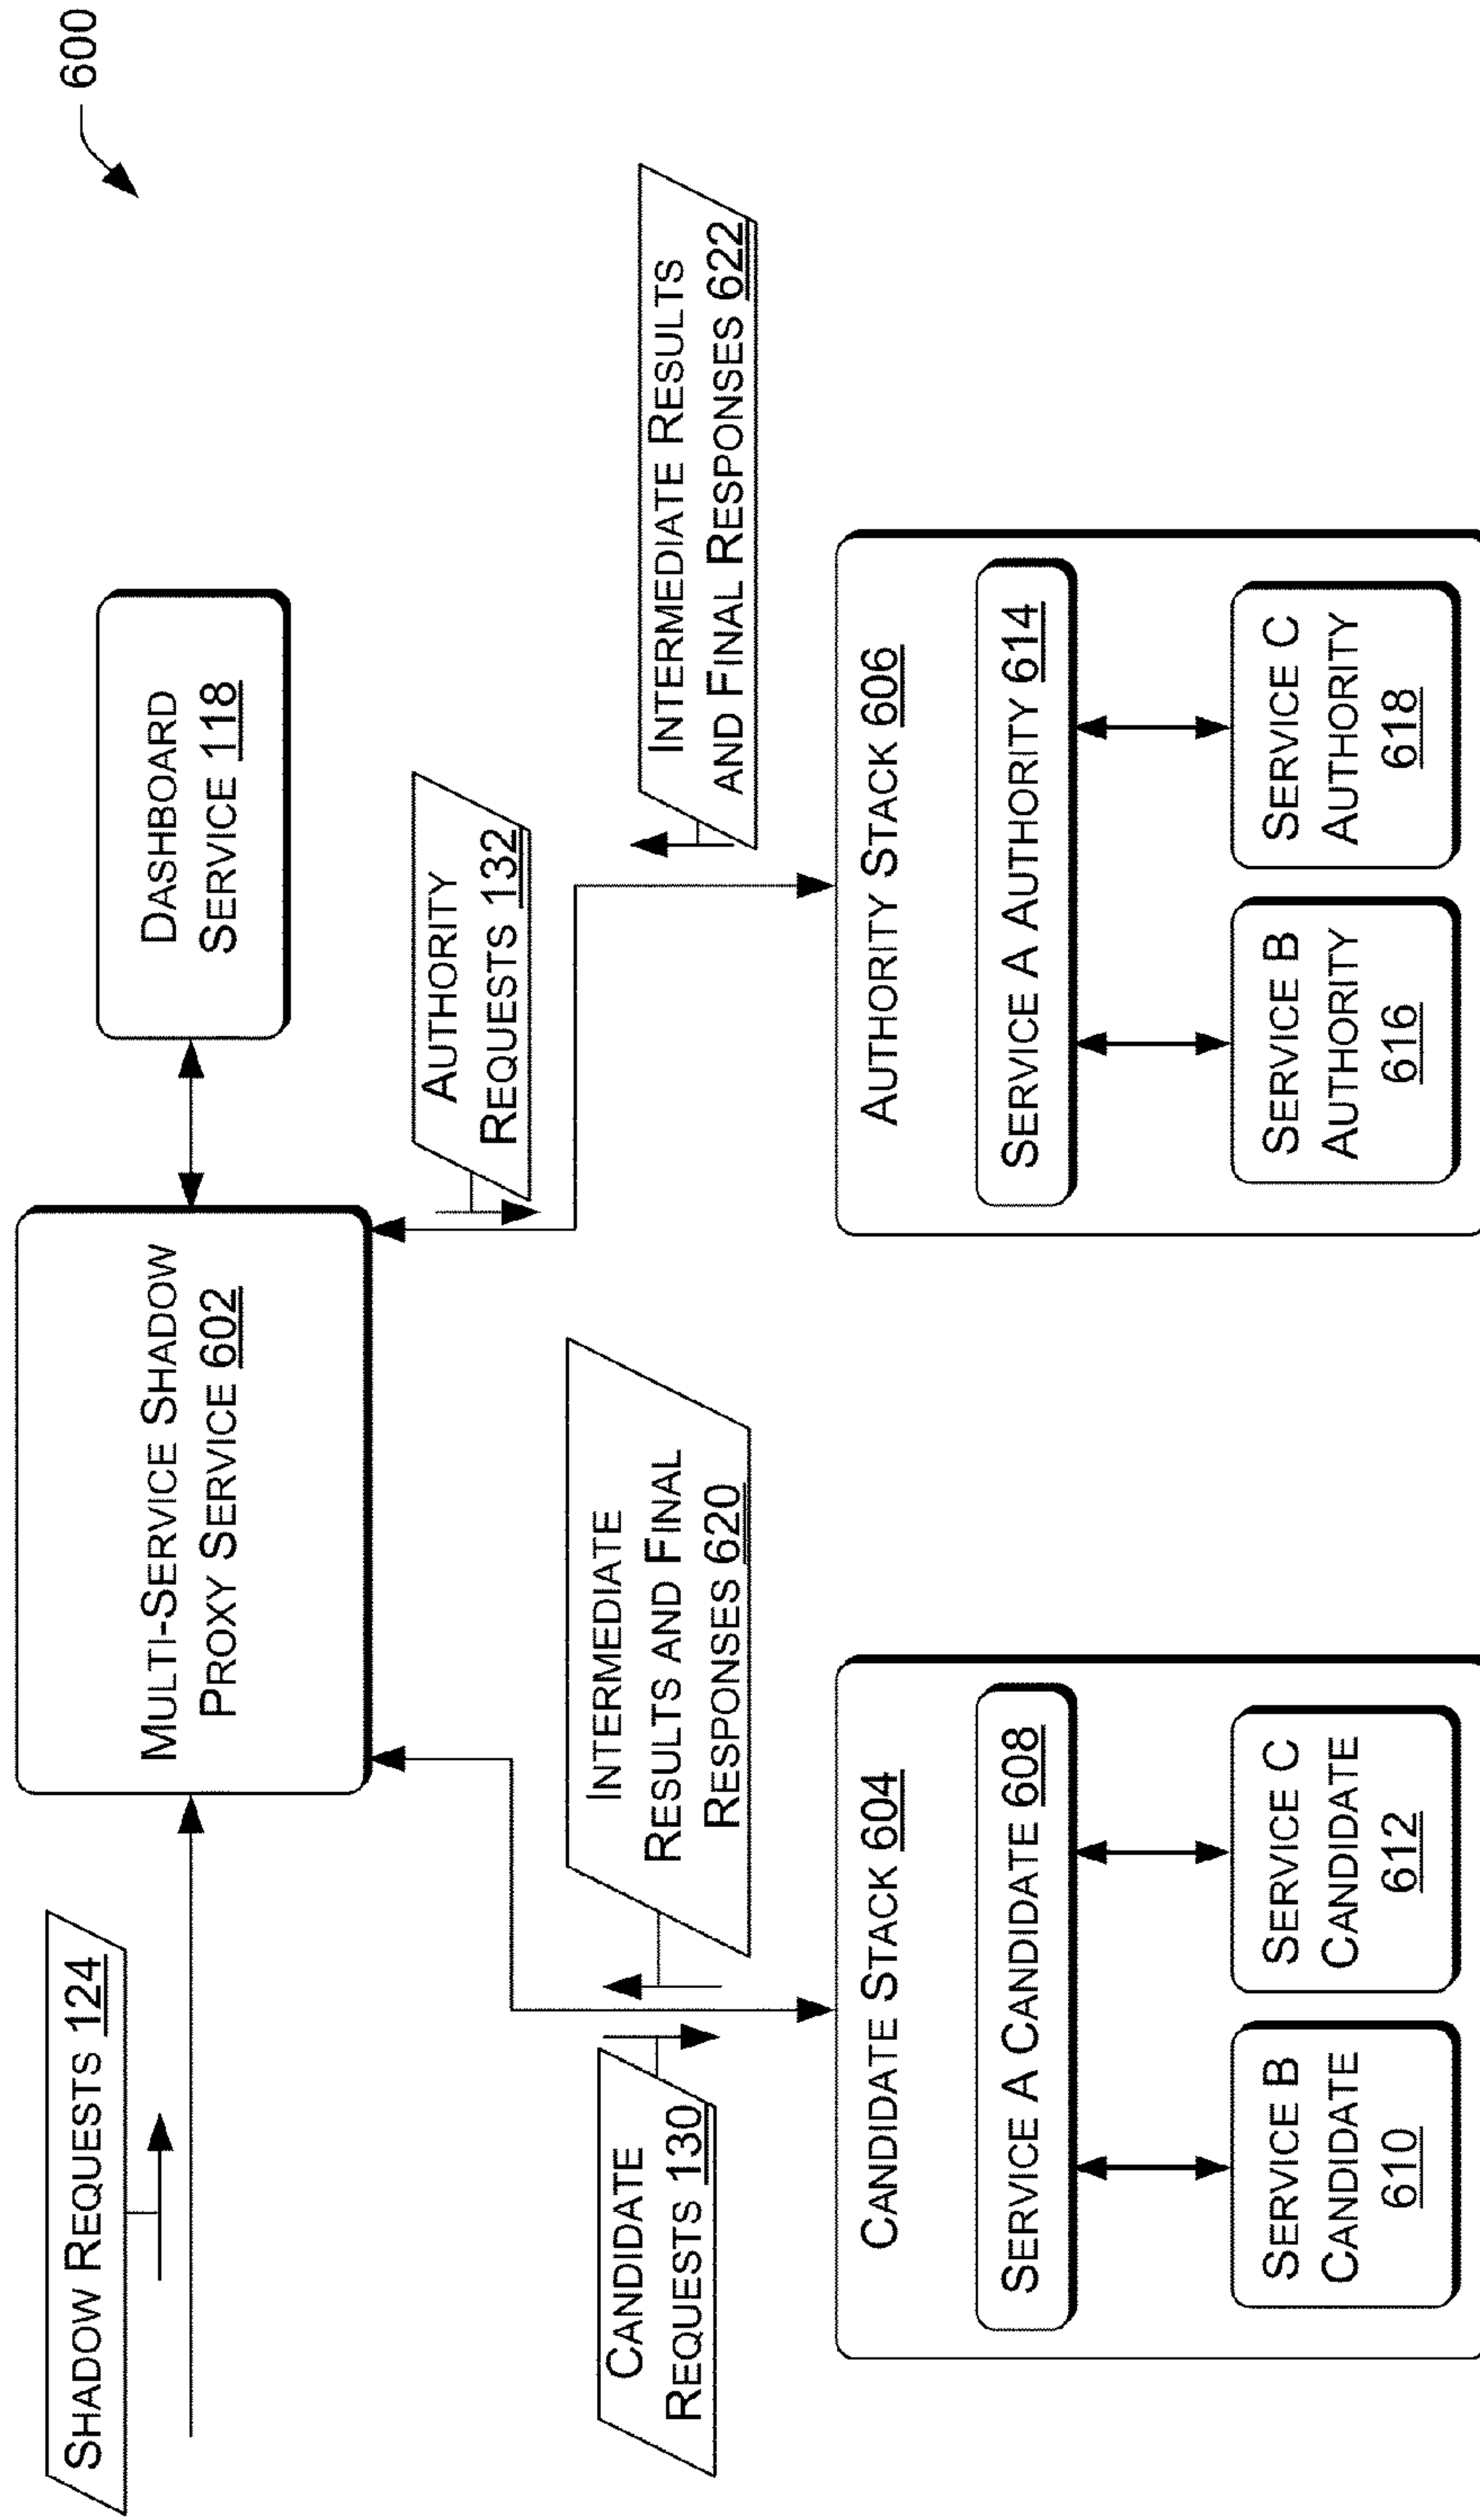 600
SHADOW REQUESTS 124
MULTI-SERVICE SHADOW
PROXY SERVICE 602
DASHBOARD
SERVICE 118
AUTHORITY
REQUESTS 132
CANDIDATE
REQUESTS 130
INTERMEDIATE
RESULTS AND FINAL
RESPONSES 620
INTERMEDIATE RESULTS
AND FINAL RESPONSES 622
CANDIDATE STACK 604
SERVICE A CANDIDATE 608
SERVICE B
CANDIDATE
610
SERVICE C
CANDIDATE
612
AUTHORITY STACK 606
SERVICE A AUTHORITY 614
SERVICE B
AUTHORITY
616
SERVICE C
AUTHORITY
618